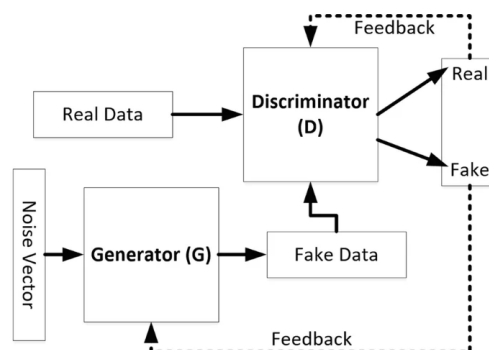 Feedback
Real
Discriminator
(D)
Real Data
Fake
Noise Vector
Generator (G)
Fake Data
Feedback